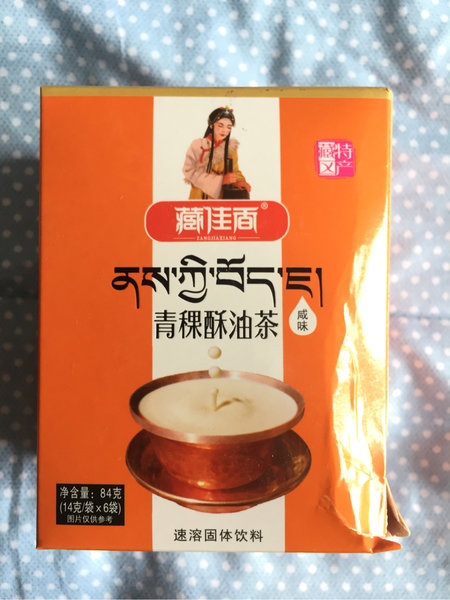 藏区
特产
藏佳香®
ZANGJIAXIANG
ནས་ཀྱི་བོད་ཇ།
青稞酥油茶
咸味
净含量：84克
(14克/袋×6袋)
图片仅供参考
速溶固体饮料